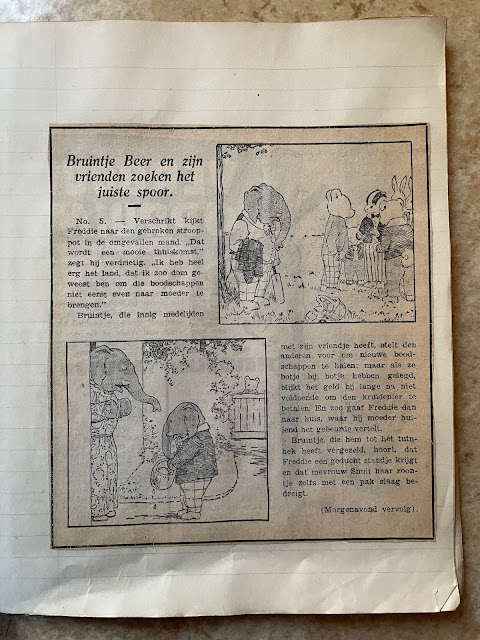 Bruintje Beer en zijn
vrienden zoeken het
juiste spoor.
No. 5. — Verschrikt kijkt
Freddie naar den gebroken stroop-
pot in de omgevallen mand. „Dat
wordt een mooie thuiskomst,"
zegt hij verdrietig. „Ik heb heel
erg het land, dat ik zoo dom ge-
weest ben om die boodschappen
niet eerst even naar moeder te
brengen."
Bruintje, die innig medelijden
met zijn vriendje heeft, stelt den
anderen voor om nieuwe bood-
schappen te halen; maar als ze
botje bij botje hebben gelegd,
blijkt het geld bij lange na niet
voldoende om den kruidenier te
betalen. En zoo gaat Freddie dan
naar huis, waar hij moeder hui-
lend het gebeurde vertelt.
Bruintje, die hem tot het tuin-
hek heeft vergezeld, hoort, dat
Freddie een geducht standje krijgt
en dat mevrouw Snuit haar zoon-
tje zelfs met een pak slaag be-
dreigt.
(Morgenavond vervolg).